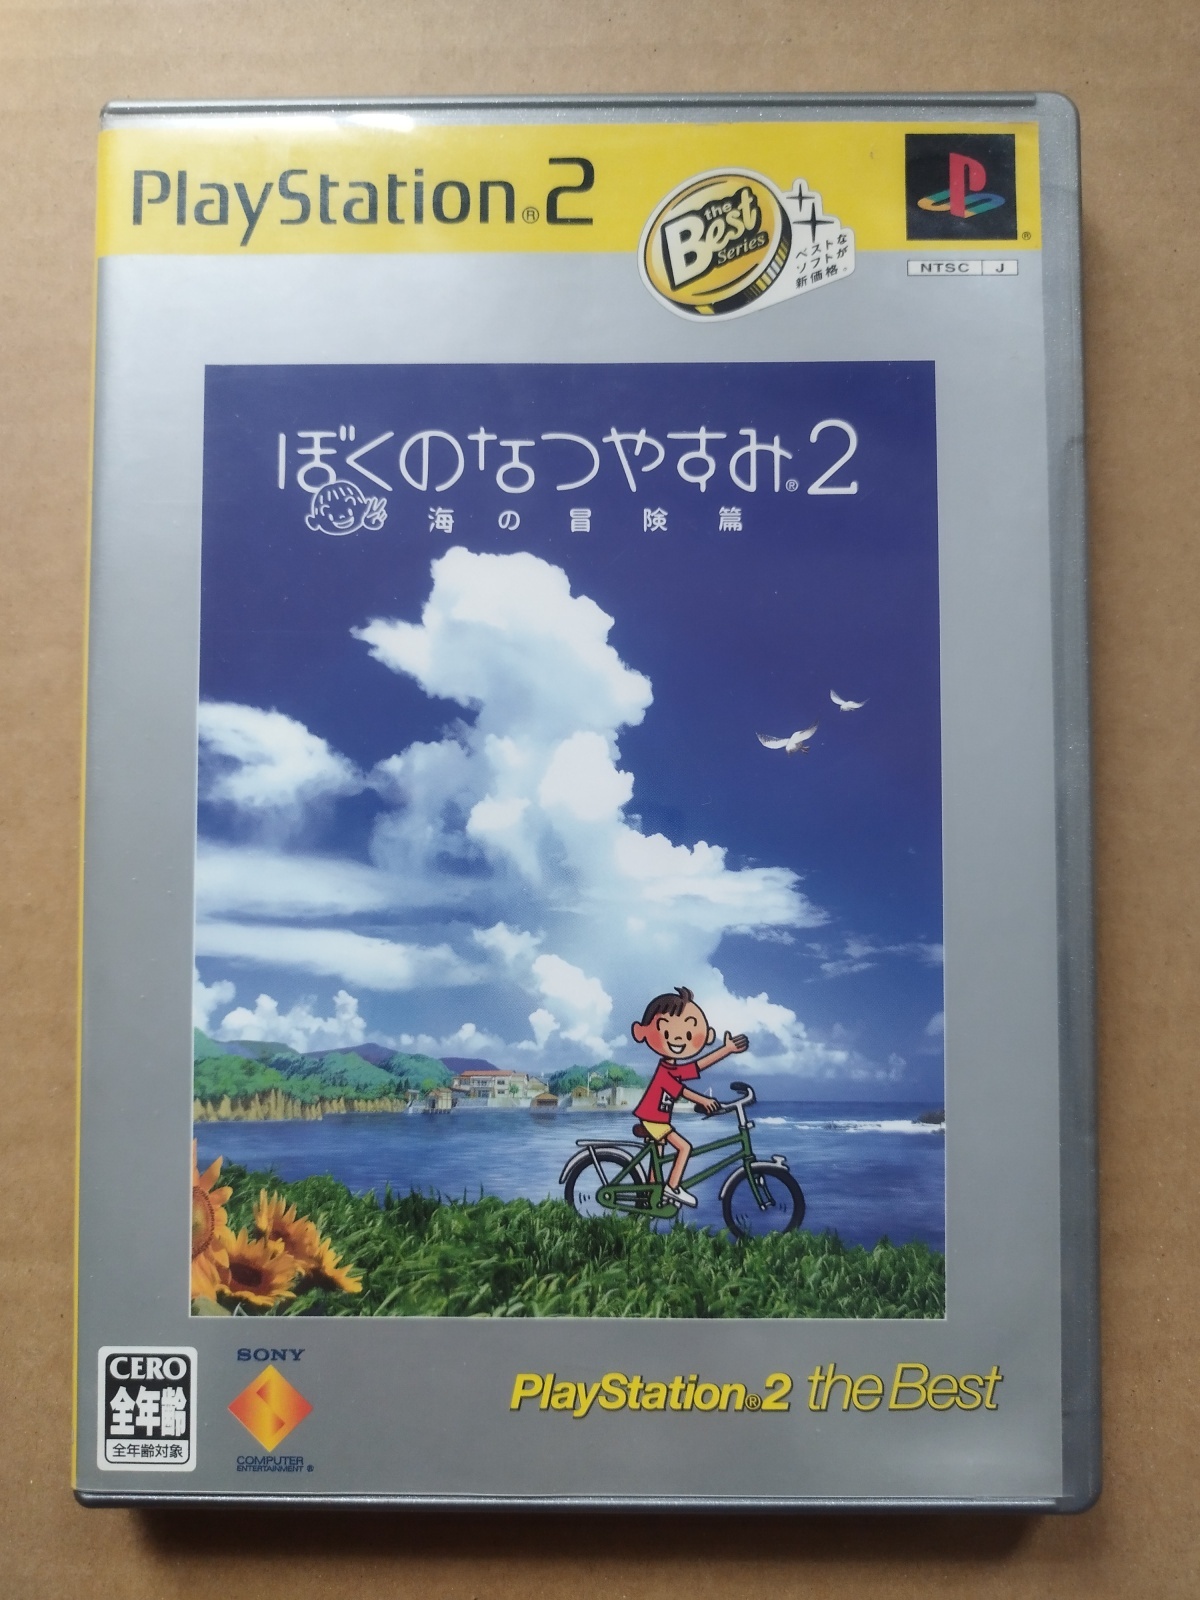 PlayStation®2
the
Best
Series
ベストな
ソフトが
新価格。
®
NTSC J
ぼくのなつやすみ®2
海の冒険篇
CERO
全年齢
全年齢対象
SONY
COMPUTER
ENTERTAINMENT ®
PlayStation®2 the Best